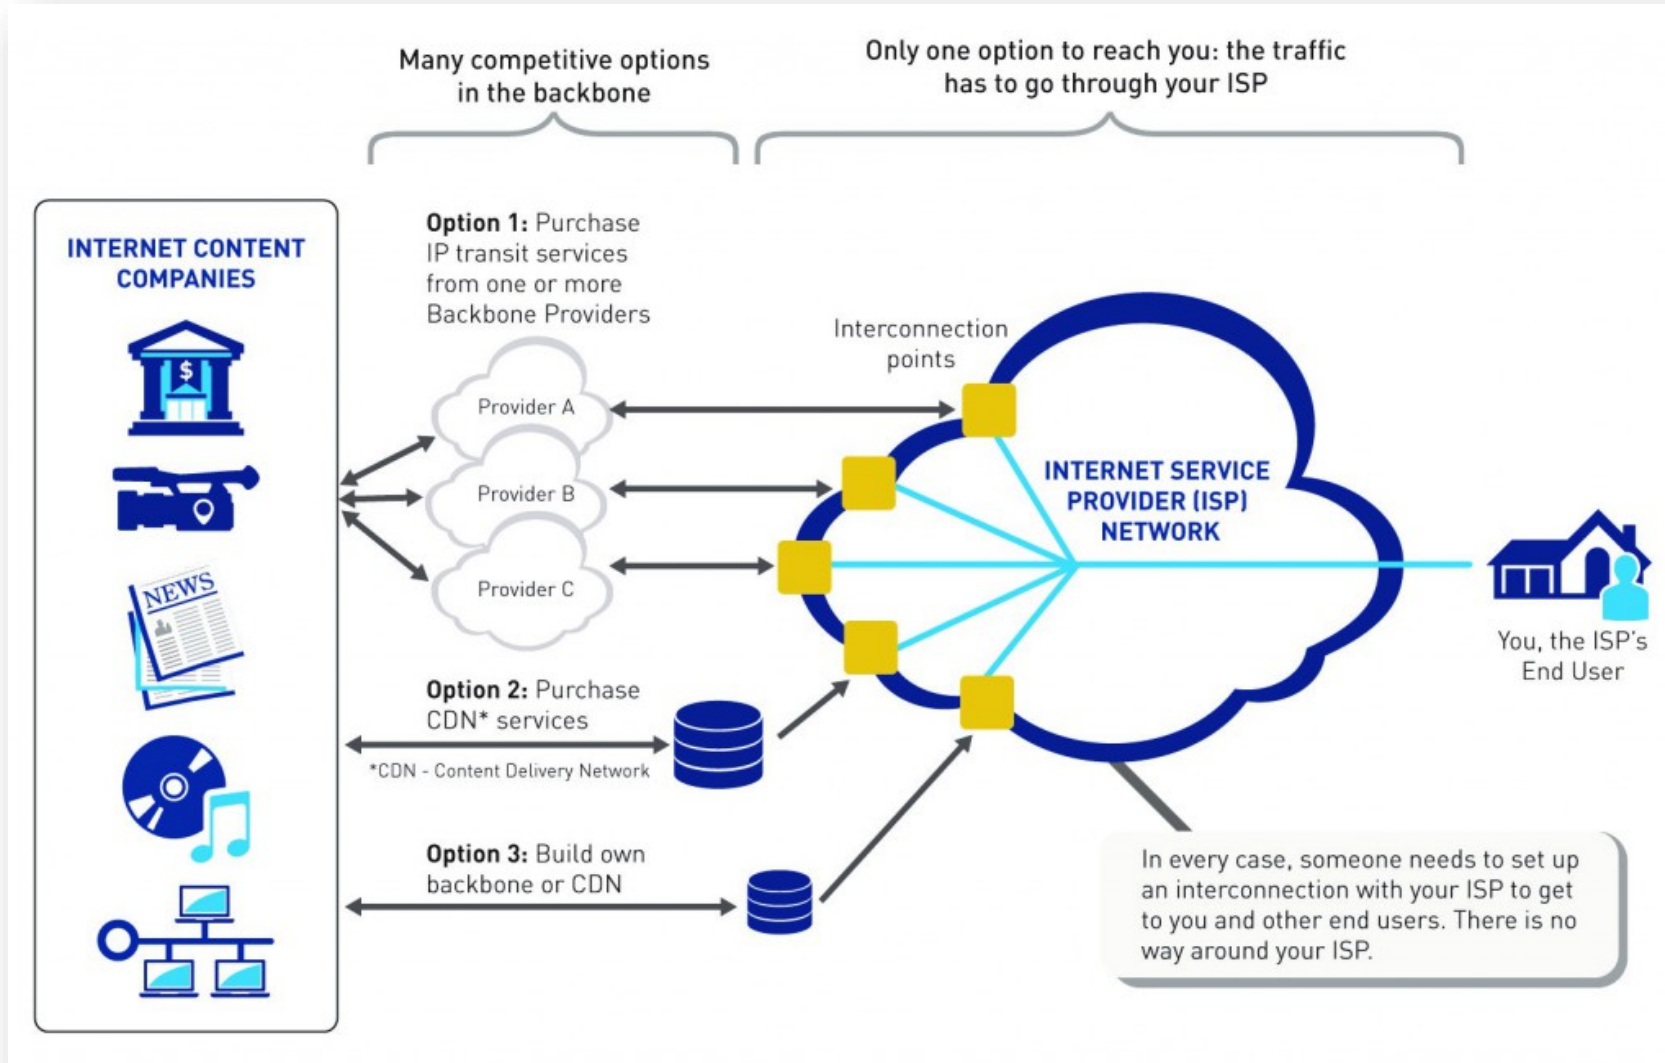 Many competitive options
in the backbone
Only one option to reach you: the traffic
has to go through your ISP
INTERNET CONTENT
COMPANIES
$
NEWS
Option 1: Purchase
IP transit services
from one or more
Backbone Providers
Provider A
Provider B
Provider C
Option 2: Purchase
CDN* services
*CDN - Content Delivery Network
Option 3: Build own
backbone or CDN
Interconnection
points
INTERNET SERVICE
PROVIDER (ISP)
NETWORK
You, the ISP's
End User
In every case, someone needs to set up
an interconnection with your ISP to get
to you and other end users. There is no
way around your ISP.